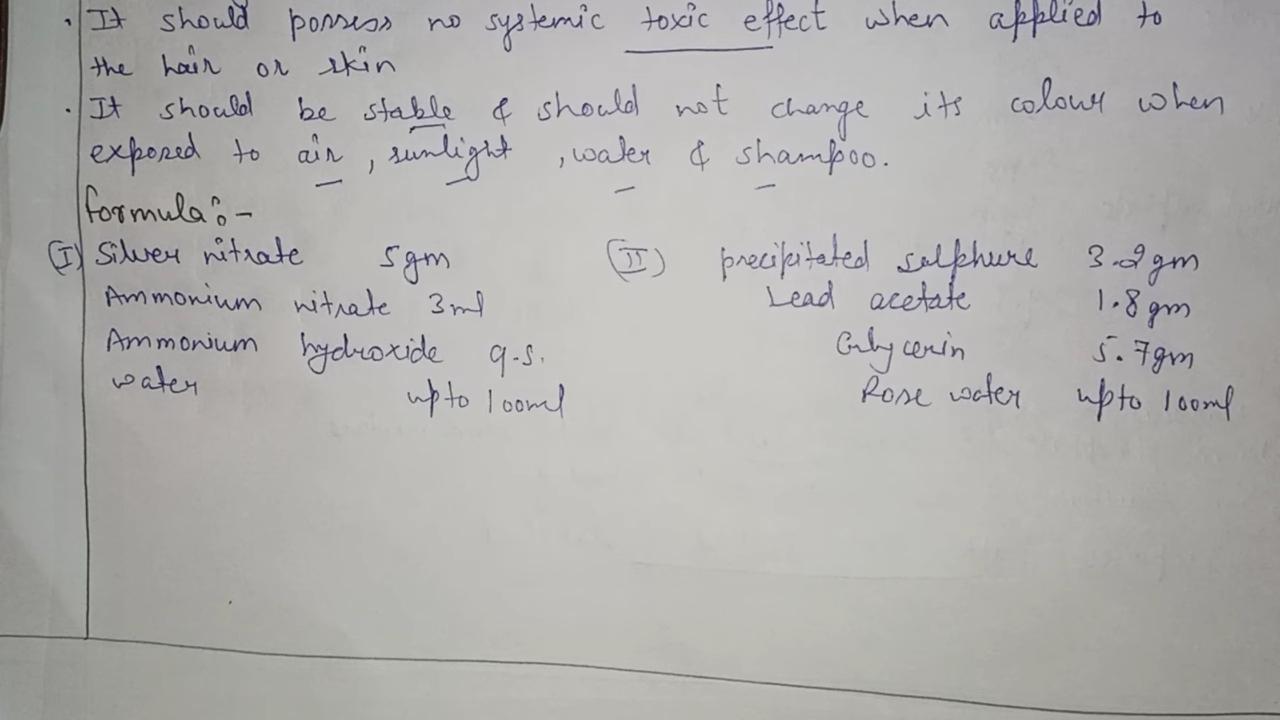 · It should possess no systemic toxic effect when applied to
the hair or skin
· It should be stable & should not change its colour when
exposed to air, sunlight, water & shampoo.
formula:-
(I) Silver nitrate 5gm
Ammonium nitrate 3ml
Ammonium hydroxide q.s.
water upto 100ml
(II) precipitated sulphure 3.2gm
Lead acetate 1.8gm
Glycerin 5.7gm
Rose water upto 100ml